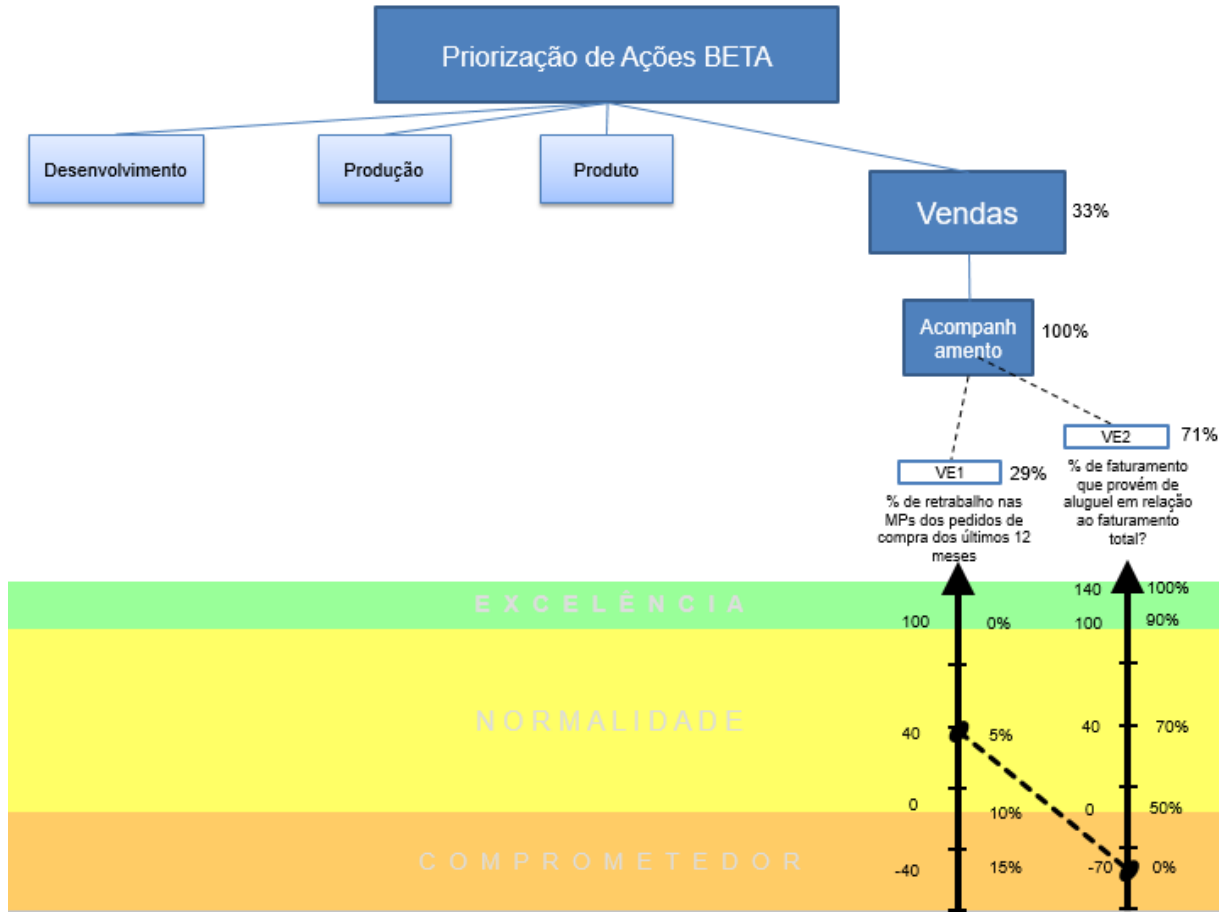 Priorização de Ações BETA
Desenvolvimento
Produção
Produto
Vendas
33%
Acompanh
amento
100%
VE2
71%
VE1
29%
% de faturamento
que provém de
aluguel em relação
ao faturamento
total?
% de retrabalho nas
MPs dos pedidos de
compra dos últimos 12
meses
EXCELÊNCIA
140 100%
100 0% 100 90%
NORMALIDADE
40 5% 40 70%
0 10% 0 50%
COMPROMETEDOR
-40 15% -70 0%